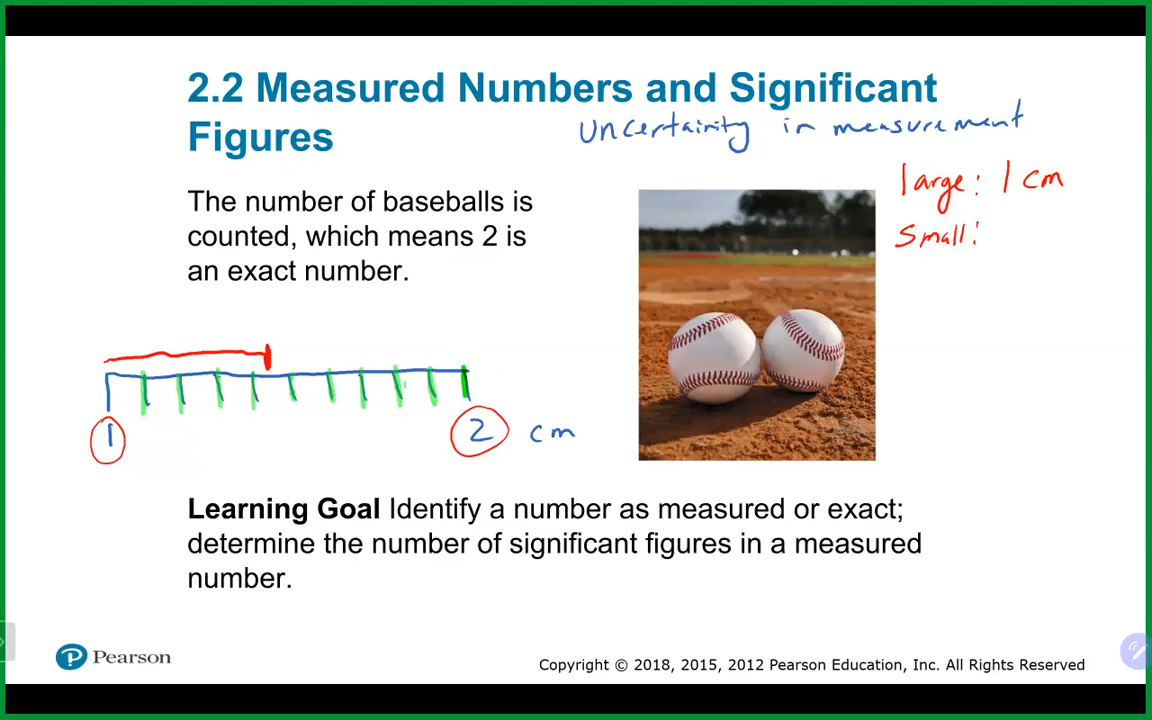 2.2 Measured Numbers and Significant
Figures
uncertainity in measurement
large: 1 cm
small:
The number of baseballs is
counted, which means 2 is
an exact number.
1 2 cm
Learning Goal Identify a number as measured or exact;
determine the number of significant figures in a measured
number.
P Pearson
Copyright © 2018, 2015, 2012 Pearson Education, Inc. All Rights Reserved